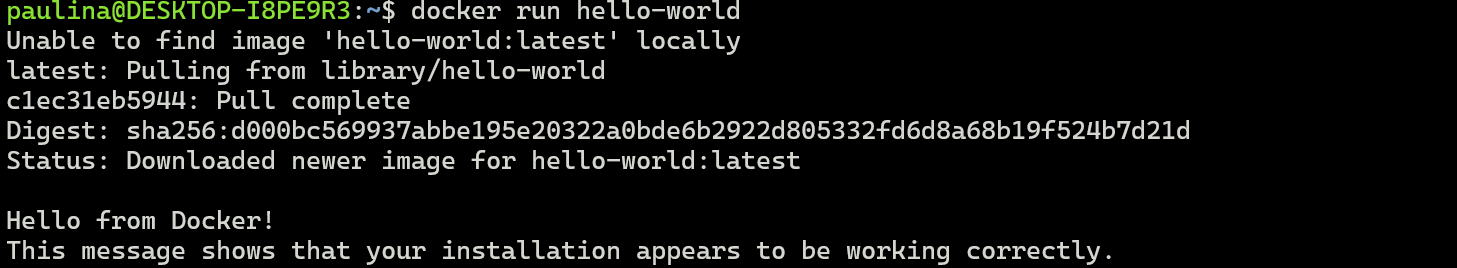 paulina@DESKTOP-I8PE9R3:~$ docker run hello-world
Unable to find image 'hello-world:latest' locally
latest: Pulling from library/hello-world
c1ec31eb5944: Pull complete
Digest: sha256:d000bc569937abbe195e20322a0bde6b2922d805332fd6d8a68b19f524b7d21d
Status: Downloaded newer image for hello-world:latest
Hello from Docker!
This message shows that your installation appears to be working correctly.